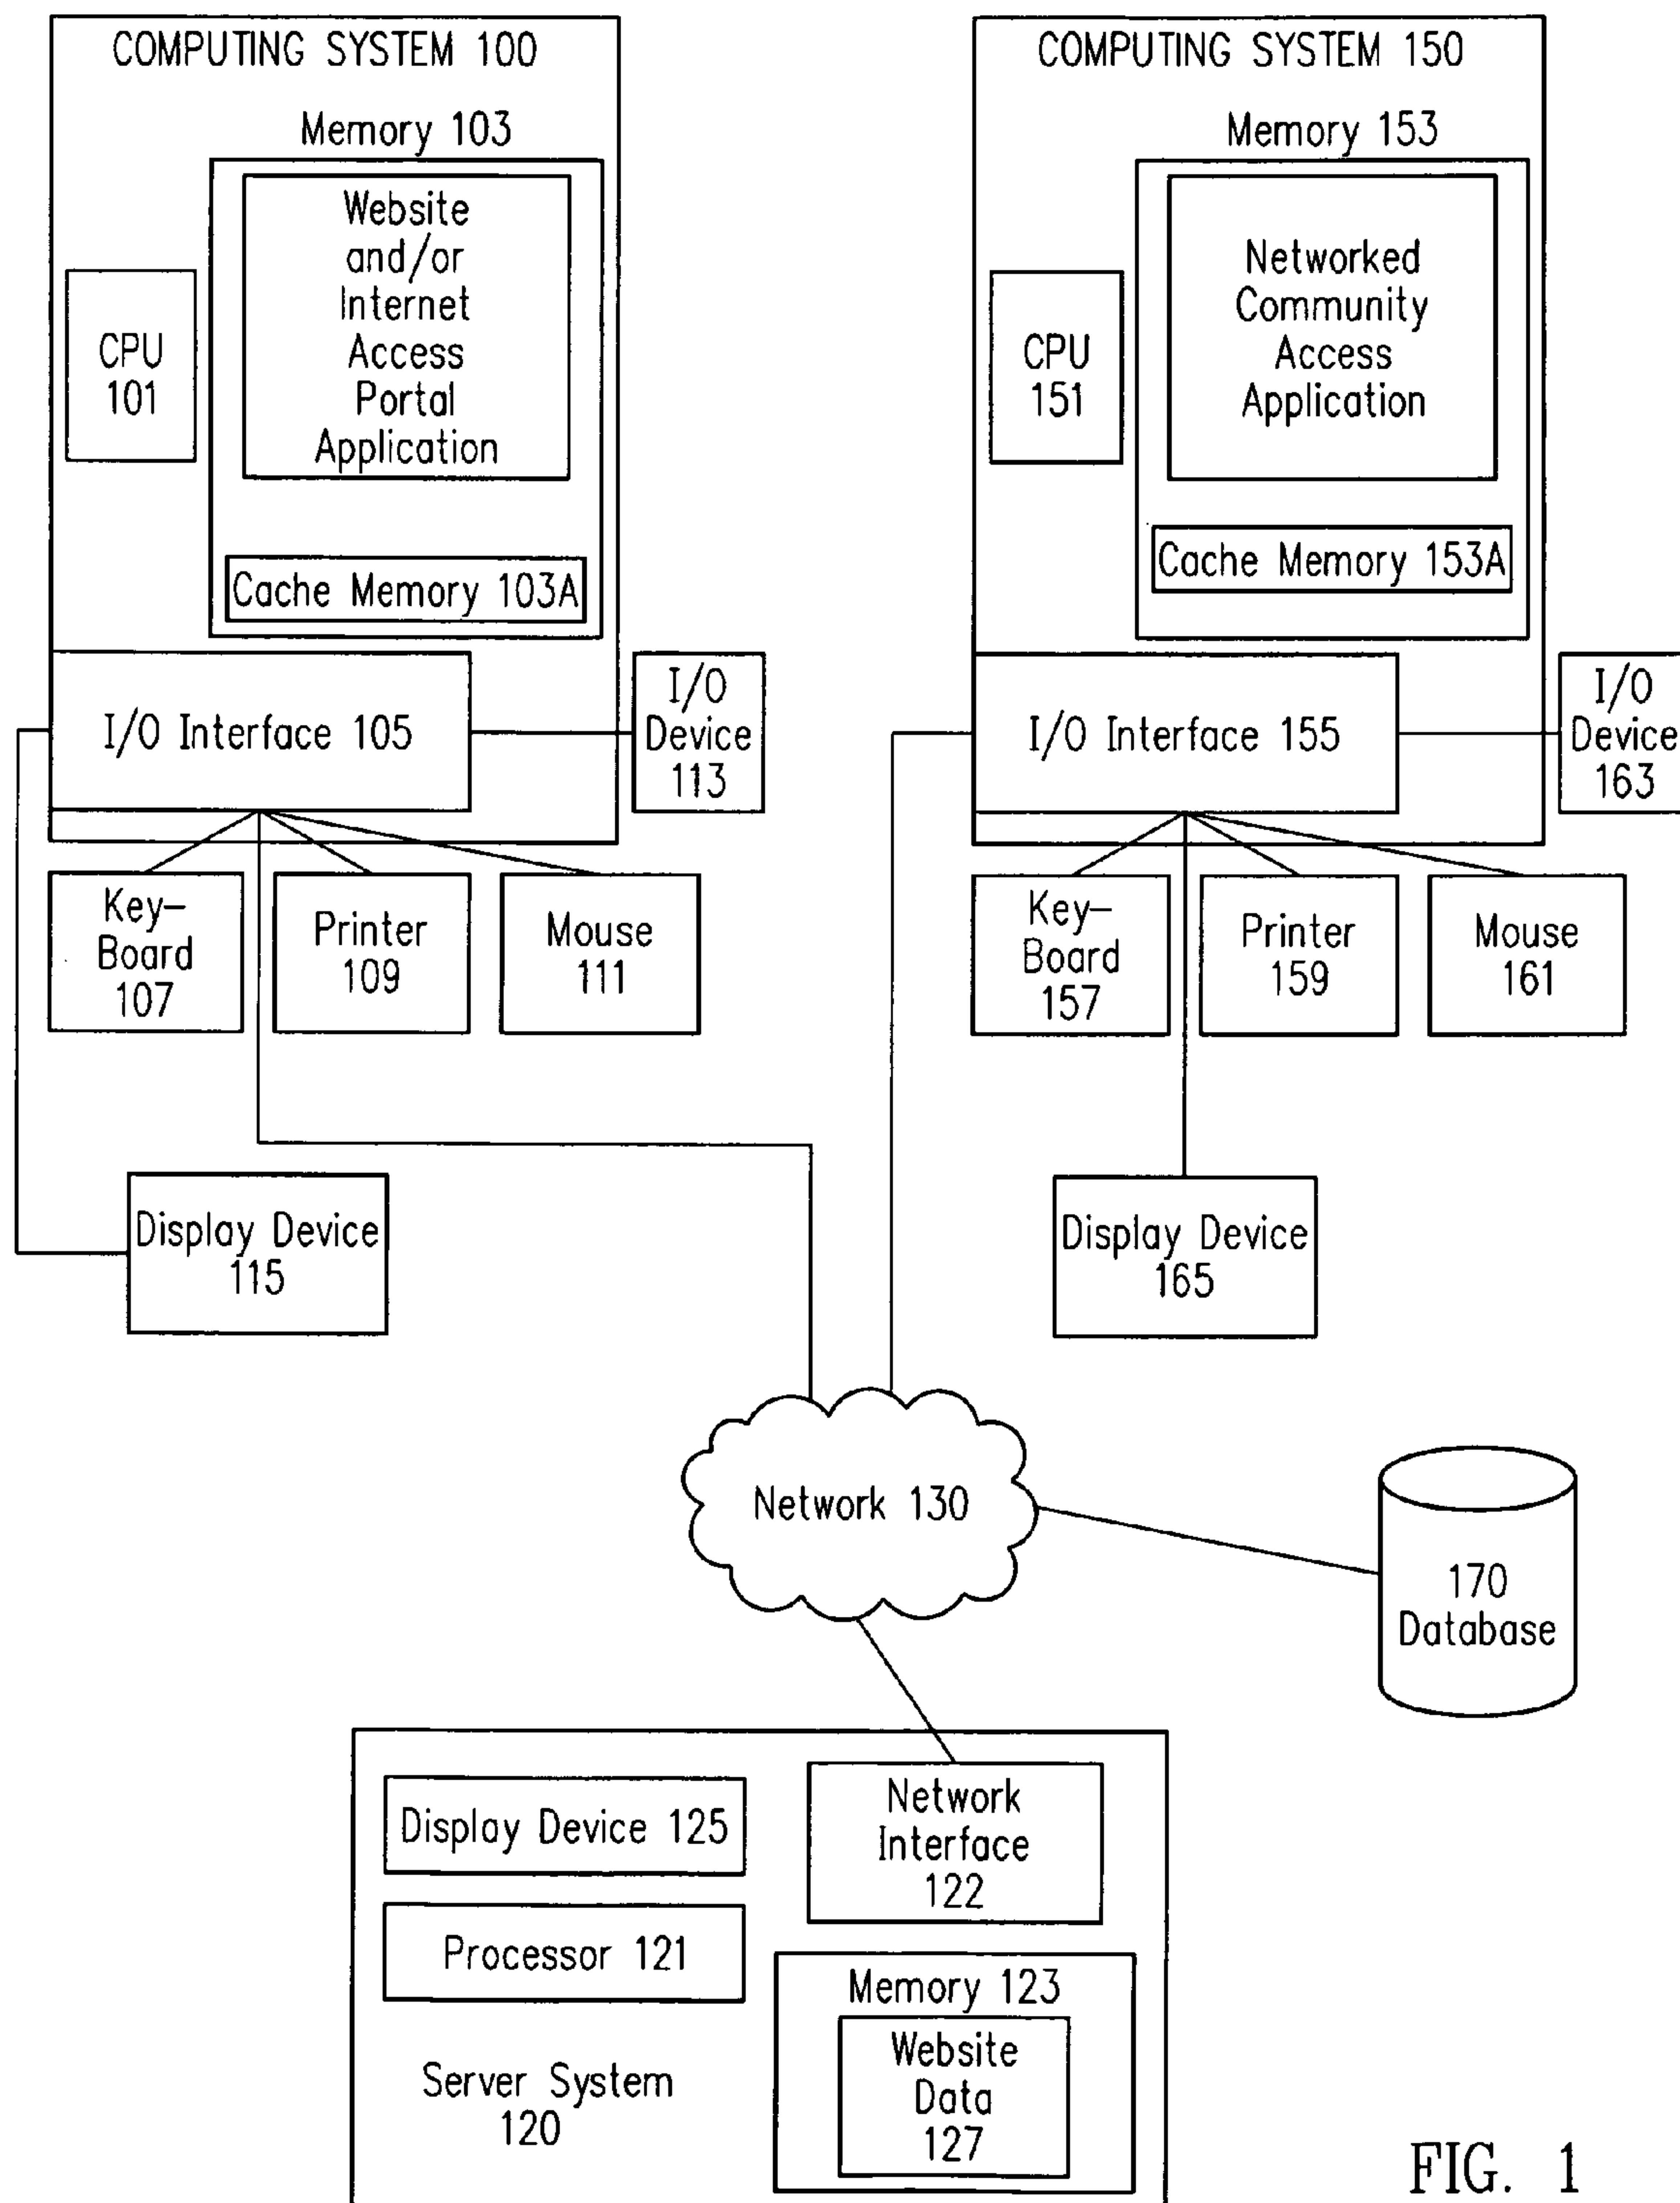 COMPUTING SYSTEM 100
Memory 103
Website
and/or
Internet
Access
Portal
Application
CPU
101
Cache Memory 103A
I/O Interface 105
I/O
Device
113
Key-
Board
107
Printer
109
Mouse
111
Display Device
115
COMPUTING SYSTEM 150
Memory 153
Networked
Community
Access
Application
CPU
151
Cache Memory 153A
I/O Interface 155
I/O
Device
163
Key-
Board
157
Printer
159
Mouse
161
Display Device
165
Network 130
170
Database
Display Device 125
Network
Interface
122
Processor 121
Memory 123
Website
Data
127
Server System
120
FIG. 1